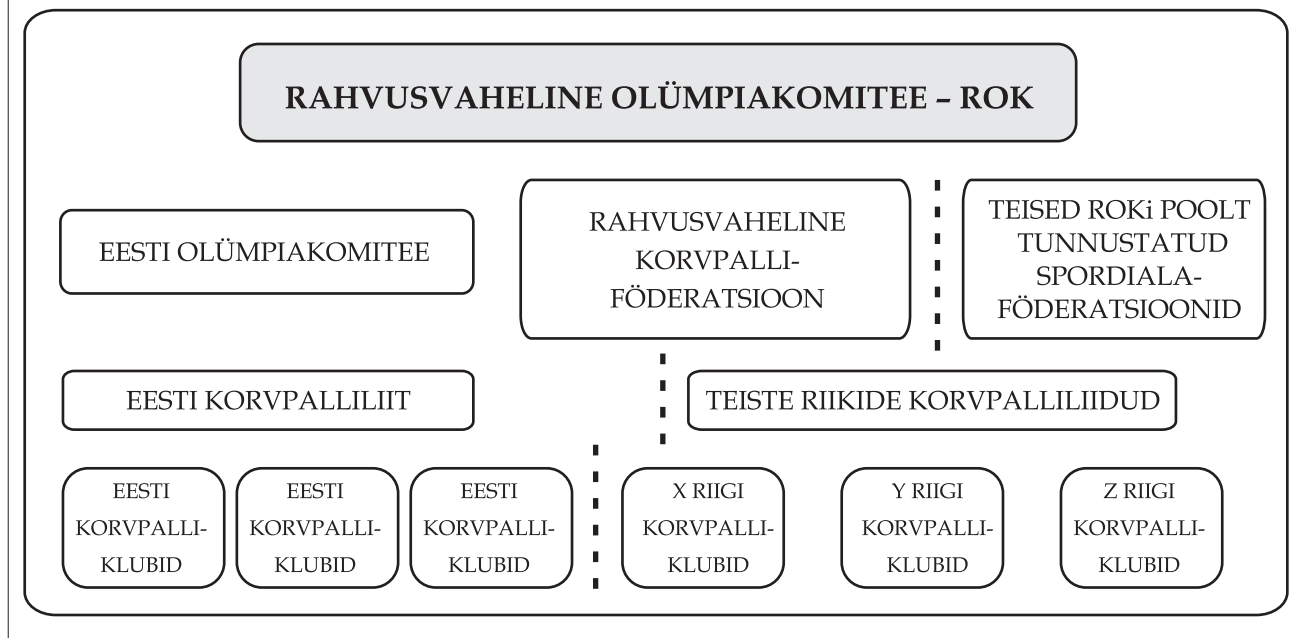 RAHVUSVAHELINE OLÜMPIAKOMITEE – ROK
EESTI OLÜMPIAKOMITEE
RAHVUSVAHELINE
KORVPALLI-
FÖDERATSIOON
TEISED ROKi POOLT
TUNNUSTATUD
SPORDIALA-
FÖDERATSIOONID
EESTI KORVPALLILIIT
TEISTE RIIKIDE KORVPALLILIIDUD
EESTI
KORVPALLI-
KLUBID
EESTI
KORVPALLI-
KLUBID
EESTI
KORVPALLI-
KLUBID
X RIIGI
KORVPALLI-
KLUBID
Y RIIGI
KORVPALLI-
KLUBID
Z RIIGI
KORVPALLI-
KLUBID